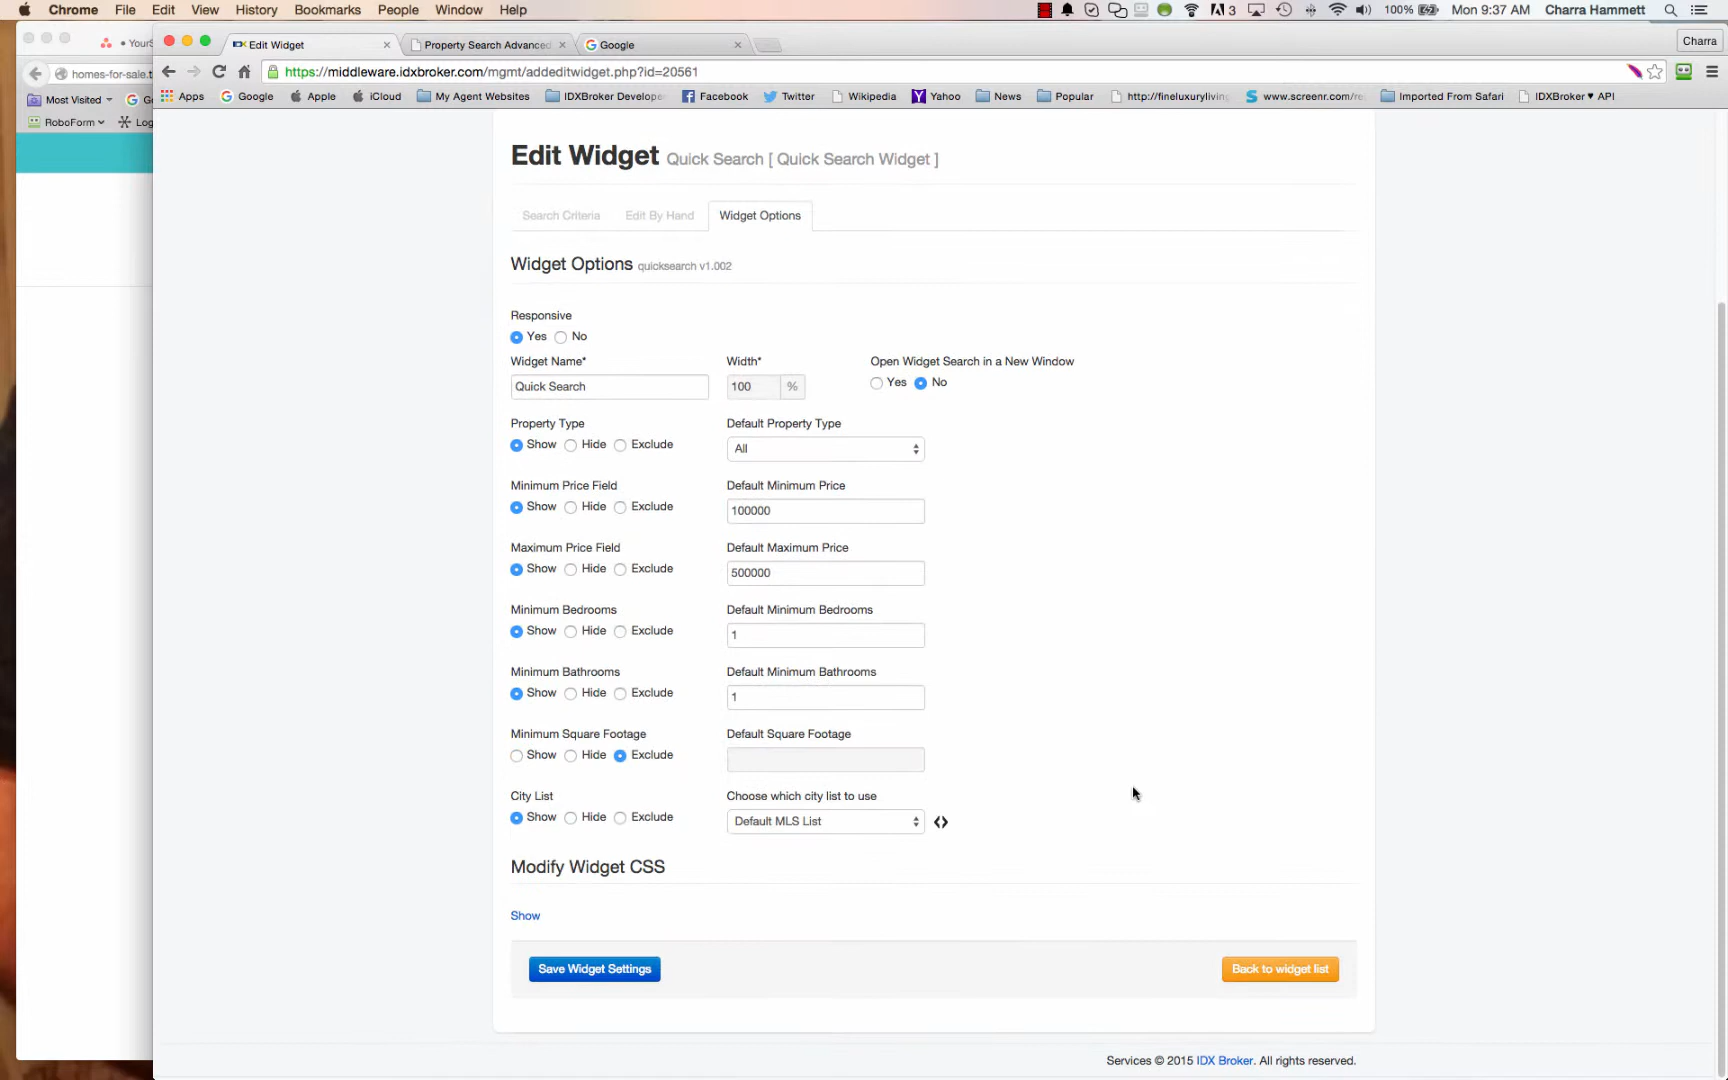 Chrome File Edit View History Bookmarks People Window Help 3 100% Mon 9:37 AM Charra Hammett
YourS
Edit Widget Property Search Advanced Google Charra
homes-for-sale.t
https://middleware.idxbroker.com/mgmt/addeditwidget.php?id=20561
Most Visited
Apps Google Apple iCloud My Agent Websites IDXBroker Develope Facebook Twitter Wikipedia Yahoo News Popular http://fineluxuryliving www.screenr.com/re Imported From Safari IDXBroker ♥ API
RoboForm Log
Edit Widget Quick Search [ Quick Search Widget ]
Search Criteria Edit By Hand Widget Options
Widget Options quicksearch v1.002
Responsive
Yes No
Widget Name* Width* Open Widget Search in a New Window
Quick Search 100 % Yes No
Property Type Default Property Type
Show Hide Exclude All
Minimum Price Field Default Minimum Price
Show Hide Exclude 100000
Maximum Price Field Default Maximum Price
Show Hide Exclude 500000
Minimum Bedrooms Default Minimum Bedrooms
Show Hide Exclude 1
Minimum Bathrooms Default Minimum Bathrooms
Show Hide Exclude 1
Minimum Square Footage Default Square Footage
Show Hide Exclude
City List Choose which city list to use
Show Hide Exclude Default MLS List
Modify Widget CSS
Show
Save Widget Settings Back to widget list
Services © 2015 IDX Broker. All rights reserved.